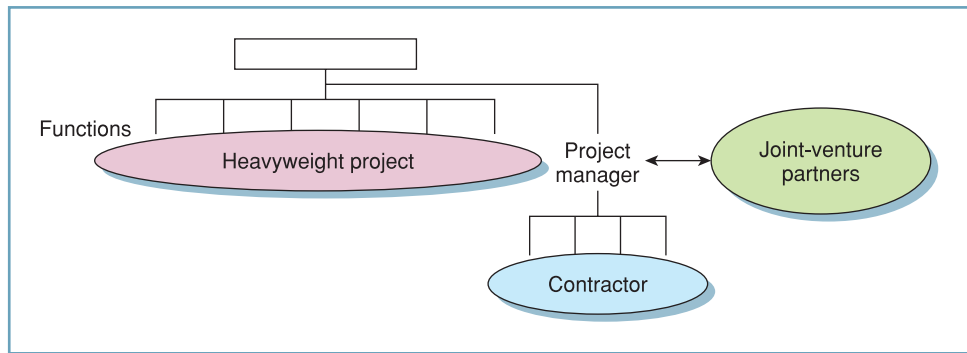 Functions
Heavyweight project
Project
manager
Joint-venture
partners
Contractor